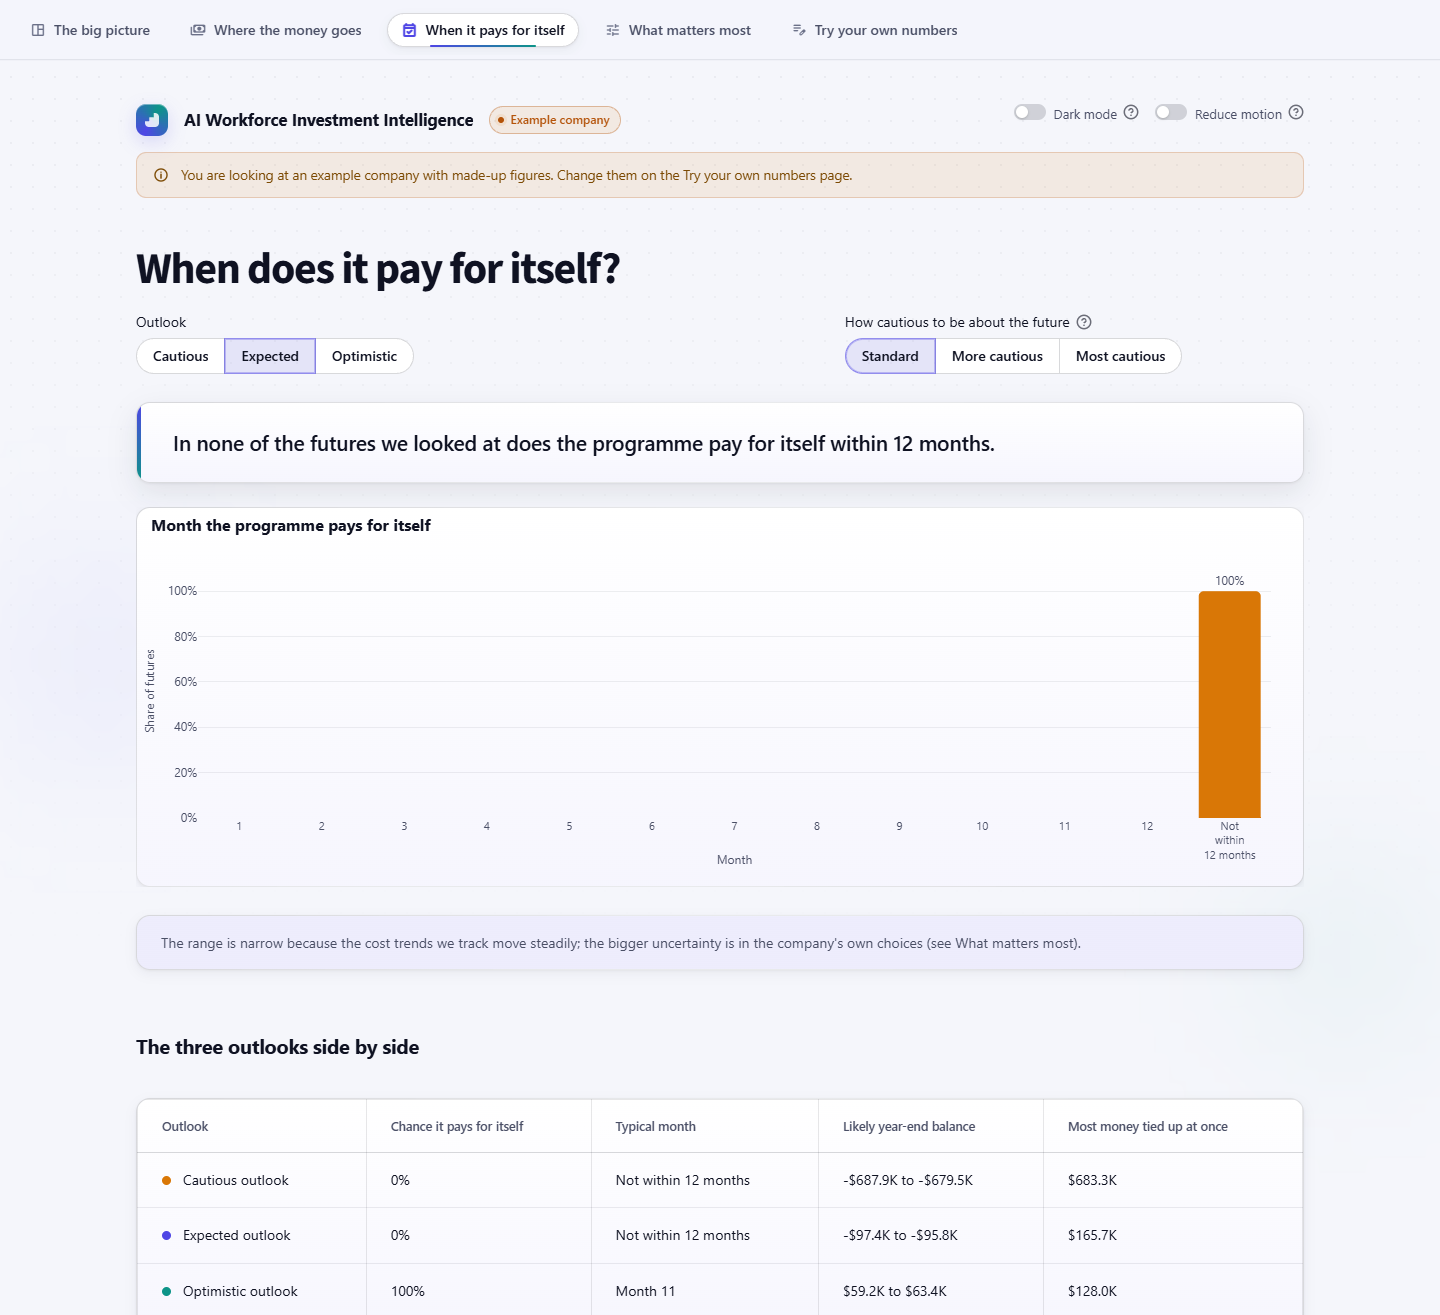 The big picture
Where the money goes
When it pays for itself
What matters most
Try your own numbers
AI Workforce Investment Intelligence
Example company
Dark mode
Reduce motion
You are looking at an example company with made-up figures. Change them on the Try your own numbers page.
When does it pay for itself?
Outlook
Cautious
Expected
Optimistic
How cautious to be about the future
Standard
More cautious
Most cautious
In none of the futures we looked at does the programme pay for itself within 12 months.
Month the programme pays for itself
100%
100%
80%
60%
40%
20%
0%
Share of futures
1 2 3 4 5 6 7 8 9 10 11 12
Not
within
12 months
Month
The range is narrow because the cost trends we track move steadily; the bigger uncertainty is in the company's own choices (see What matters most).
The three outlooks side by side
Outlook Chance it pays for itself Typical month Likely year-end balance Most money tied up at once
Cautious outlook 0% Not within 12 months -$687.9K to -$679.5K $683.3K
Expected outlook 0% Not within 12 months -$97.4K to -$95.8K $165.7K
Optimistic outlook 100% Month 11 $59.2K to $63.4K $128.0K